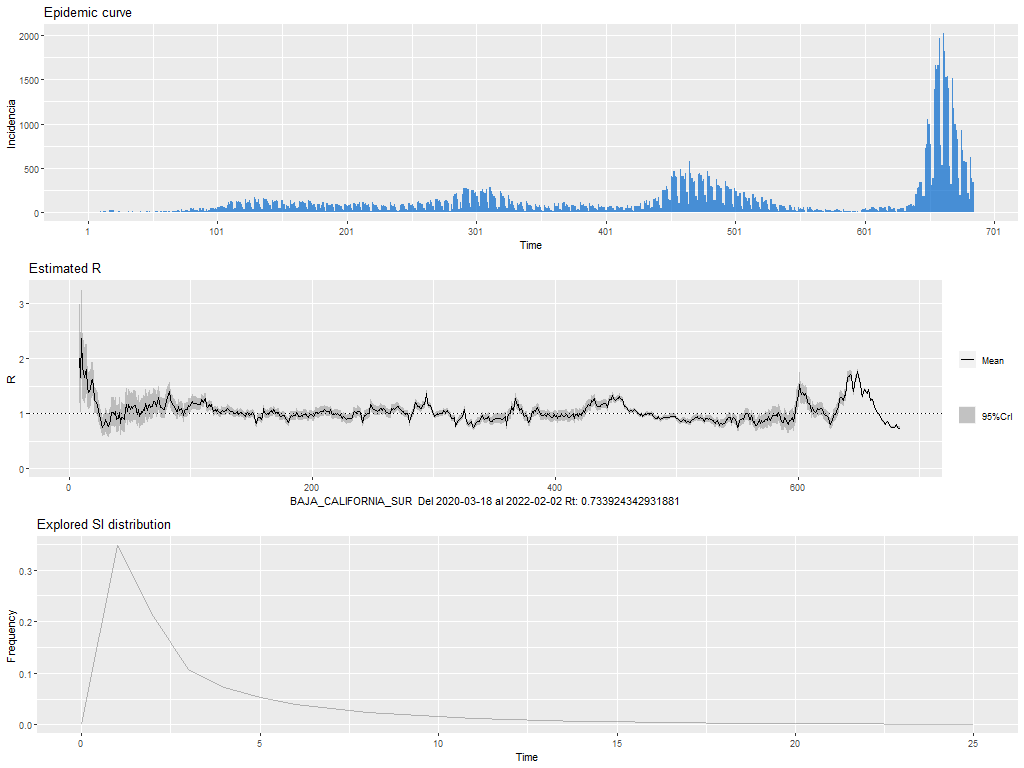 Epidemic curve
2000
1500
1000
500
0
Incidencia
1 101 201 301 401 501 601 701
Time
Estimated R
3
2
1
0
R
Mean
95%CrI
0 200 400 600
BAJA_CALIFORNIA_SUR Del 2020-03-18 al 2022-02-02 Rt: 0.733924342931881
Explored SI distribution
0.3
0.2
0.1
0.0
Frequency
0 5 10 15 20 25
Time